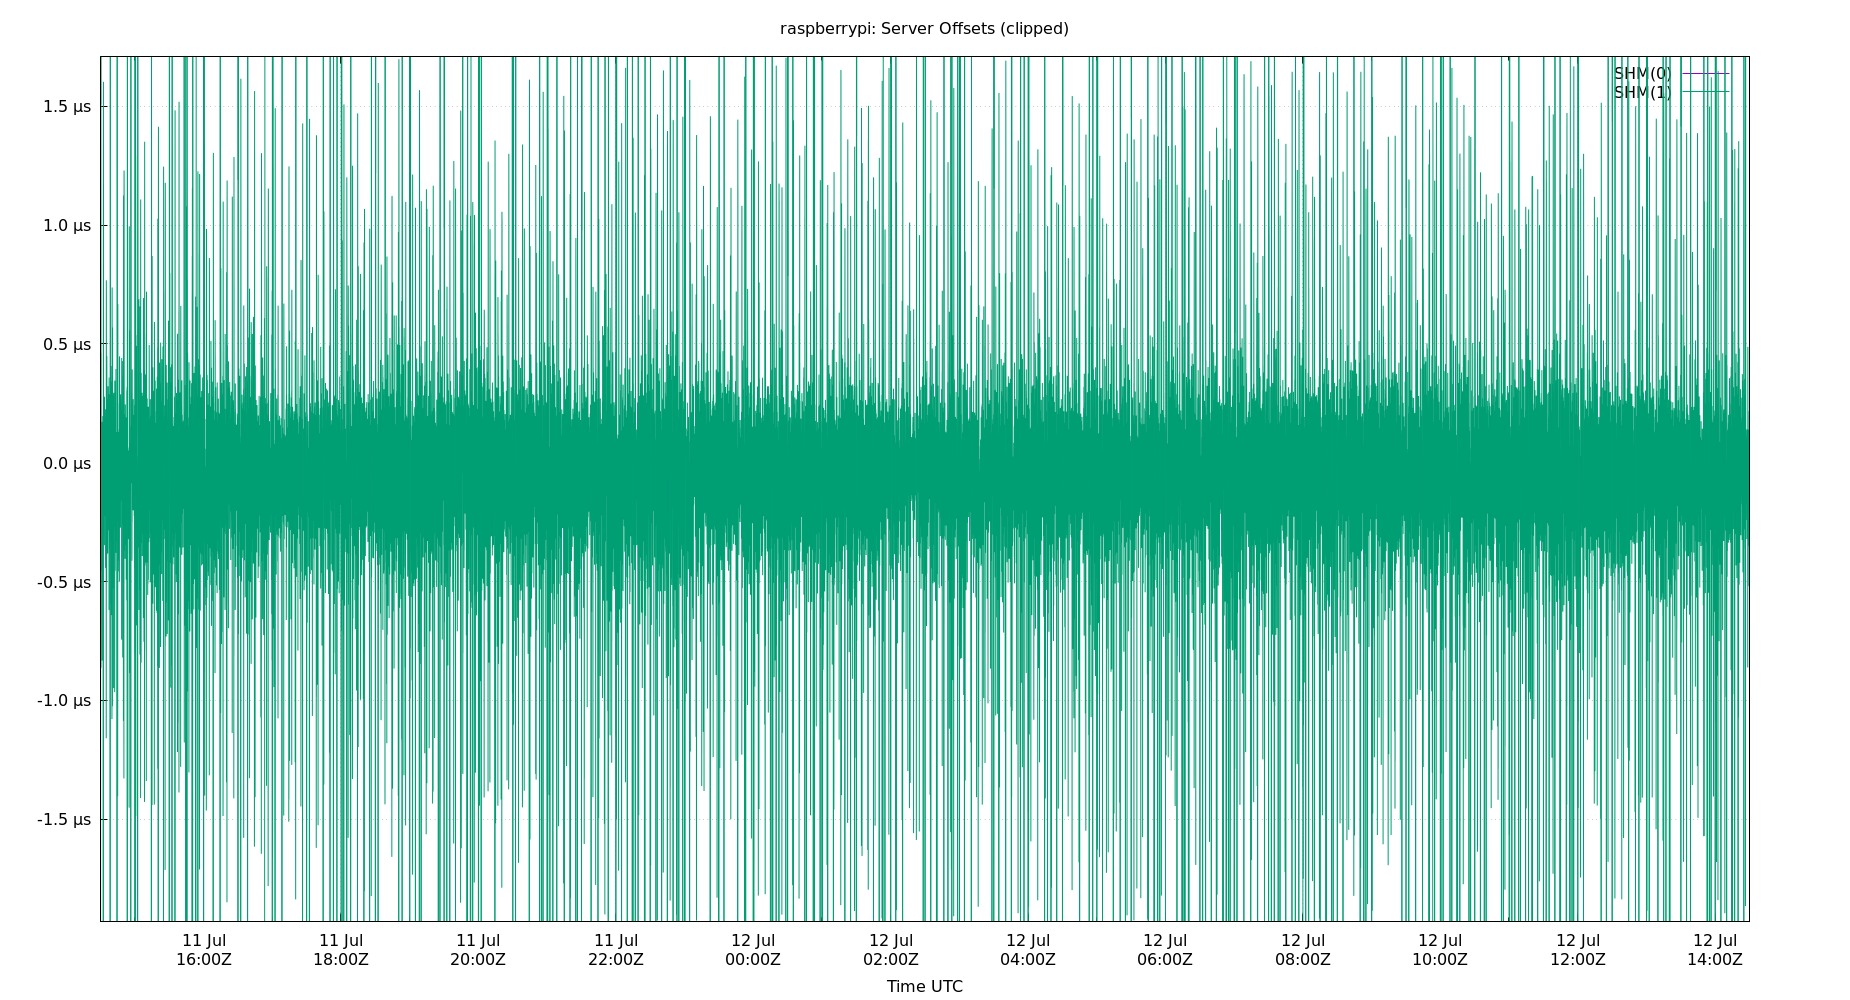 raspberrypi: Server Offsets (clipped)
SHM(0)
SHM(1)
1.5 μs
1.0 μs
0.5 μs
0.0 μs
-0.5 μs
-1.0 μs
-1.5 μs
11 Jul 11 Jul 11 Jul 11 Jul 12 Jul 12 Jul 12 Jul 12 Jul 12 Jul 12 Jul 12 Jul 12 Jul
16:00Z 18:00Z 20:00Z 22:00Z 00:00Z 02:00Z 04:00Z 06:00Z 08:00Z 10:00Z 12:00Z 14:00Z
Time UTC